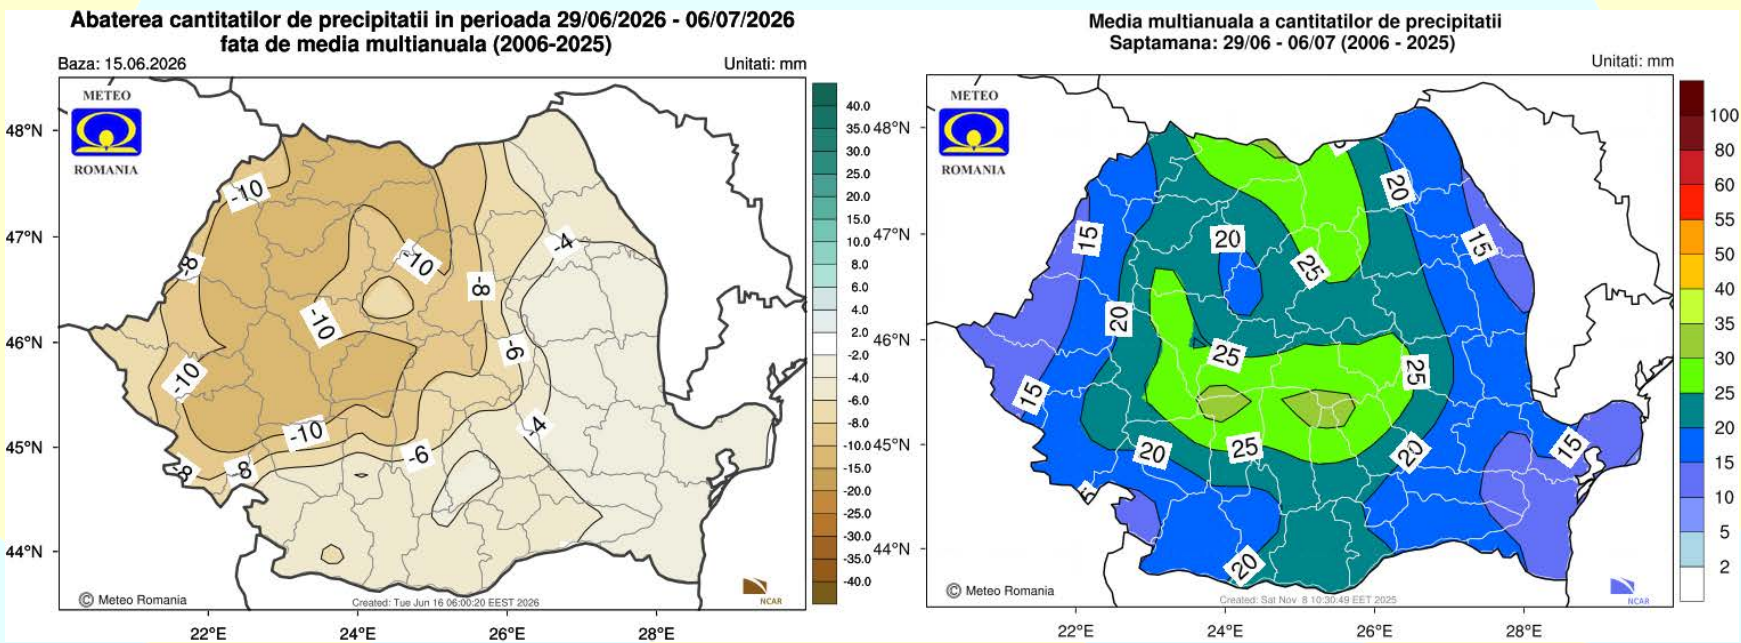 Abaterea cantitatilor de precipitatii in perioada 29/06/2026 - 06/07/2026
fata de media multianuala (2006-2025)
Baza: 15.06.2026
Unitati: mm
METEO
ROMANIA
48°N
47°N
46°N
45°N
44°N
22°E
24°E
26°E
28°E
-10
-8
-10
-4
-8
-10
-6
-10
-10
-4
-6
-8
-8
40.0
35.0
30.0
25.0
20.0
15.0
10.0
8.0
6.0
4.0
2.0
-2.0
-4.0
-6.0
-8.0
-10.0
-15.0
-20.0
-25.0
-30.0
-35.0
-40.0
© Meteo Romania
Created: Tue Jun 16 06:00:20 EEST 2026
NCAR
Media multianuala a cantitatilor de precipitatii
Saptamana: 29/06 - 06/07 (2006 - 2025)
Unitati: mm
METEO
ROMANIA
48°N
47°N
46°N
45°N
44°N
22°E
24°E
26°E
28°E
20
15
20
15
25
20
25
25
15
25
20
20
15
20
100
80
60
55
50
40
35
30
25
20
15
10
5
2
© Meteo Romania
Created: Sat Nov 8 10:30:49 EET 2025
NCAR